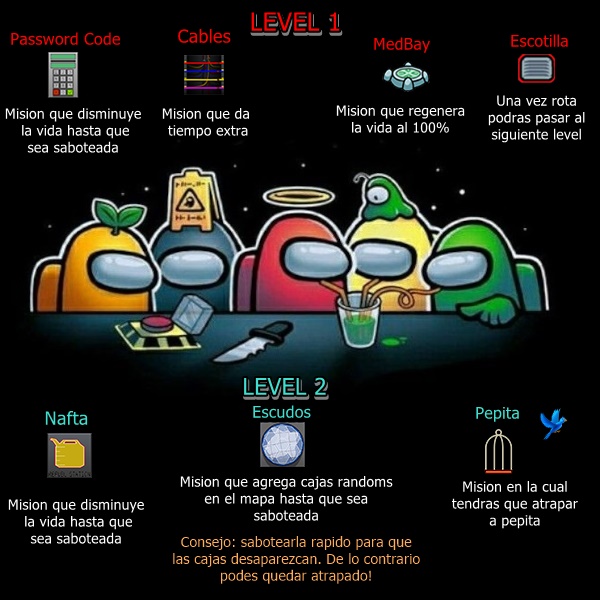 LEVEL 1
Password Code
Mision que disminuye
la vida hasta que
sea saboteada
Cables
Mision que da
tiempo extra
MedBay
Mision que regenera
la vida al 100%
Escotilla
Una vez rota
podras pasar al
siguiente level
LEVEL 2
Nafta
Mision que disminuye
la vida hasta que
sea saboteada
Escudos
Mision que agrega cajas randoms
en el mapa hasta que sea
saboteada
Consejo: sabotearla rapido para que
las cajas desaparezcan. De lo contrario
podes quedar atrapado!
Pepita
Mision en la cual
tendras que atrapar
a pepita